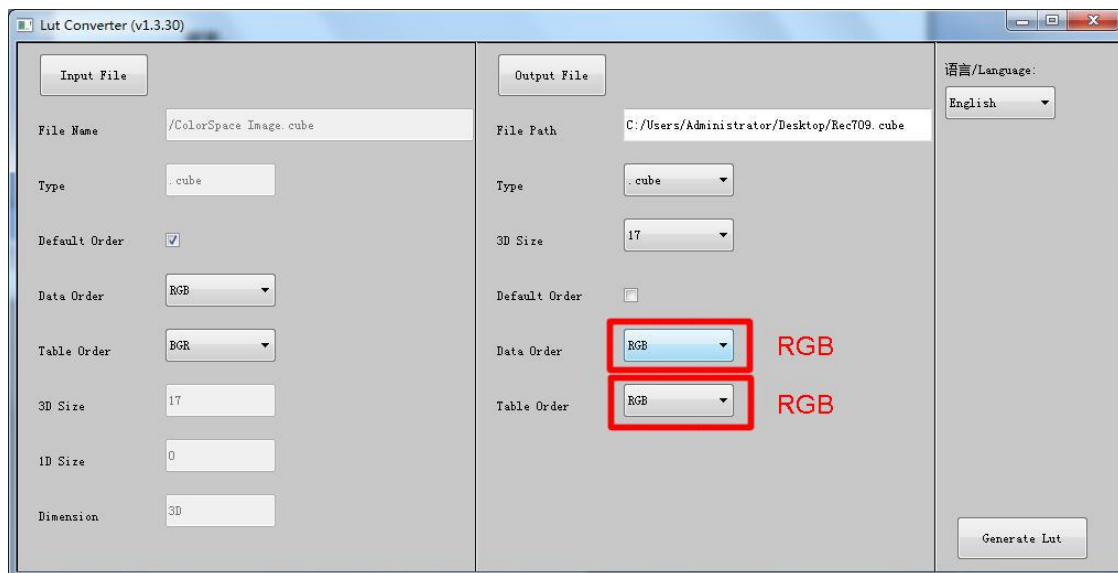 Lut Converter (v1.3.30)
Input File
File Name
/ColorSpace Image.cube
Type
.cube
Default Order
Data Order
RGB
Table Order
BGR
3D Size
17
1D Size
0
Dimension
3D
Output File
File Path
C:/Users/Administrator/Desktop/Rec709.cube
Type
.cube
3D Size
17
Default Order
Data Order
RGB
RGB
Table Order
RGB
RGB
语言/Language:
English
Generate Lut